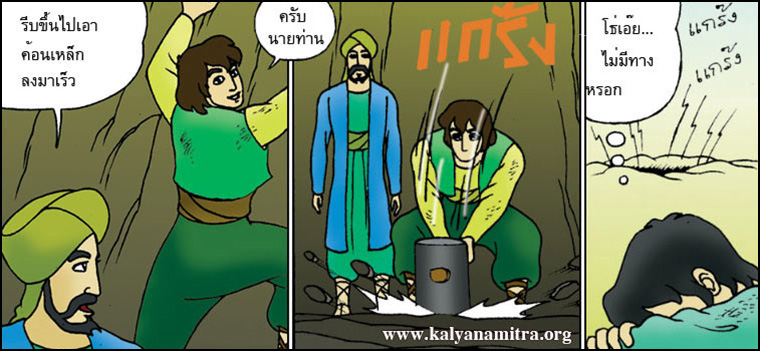 รีบขึ้นไปเอา
ค้อนเหล็ก
ลงมาเร็ว
ครับ
นายท่าน
แกร้ง
โธ่เอ๊ย...
ไม่มีทาง
หรอก
แกร๊ง
แกร๊ง
www.kalyanamitra.org